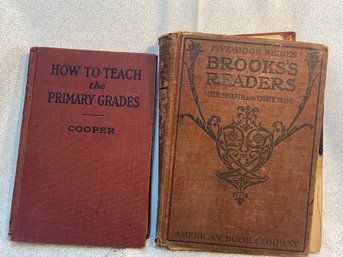 HOW TO TEACH
the
PRIMARY GRADES
COOPER
FIVE-BOOK SERIES
BROOKS'S
READERS
SIXTH, SEVENTH AND EIGHTH YEARS
AMERICAN BOOK COMPANY